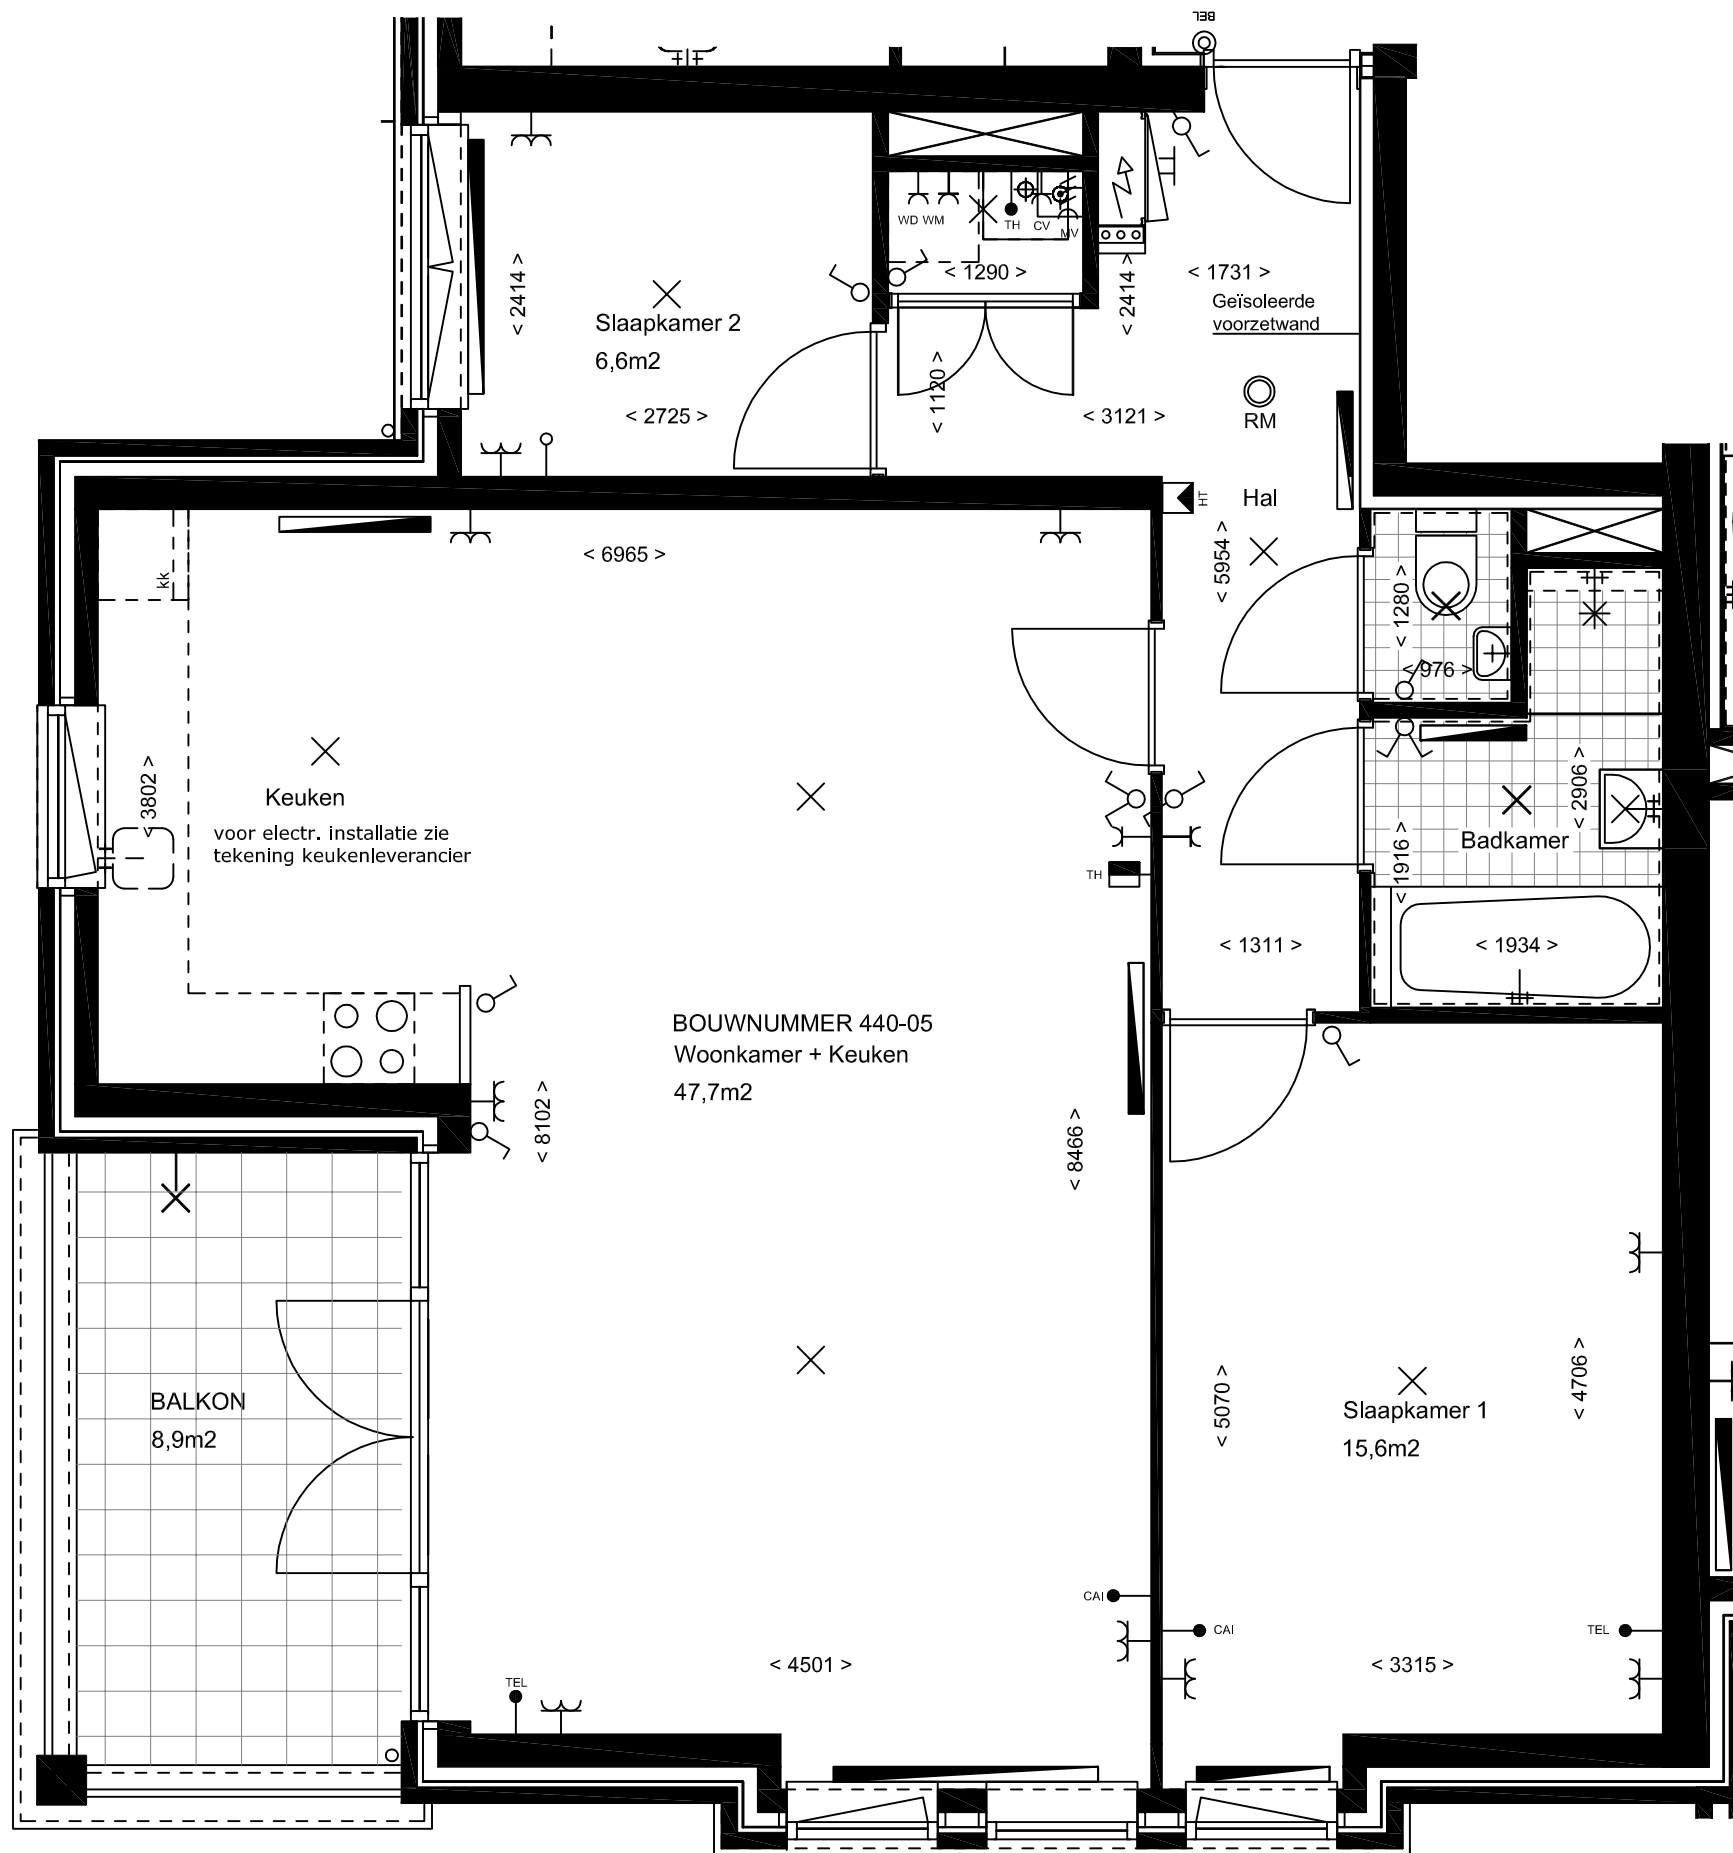 BEL
WD WM
TH
CV
MV
< 2414 >
< 1290 >
< 2414 >
< 1731 >
Geïsoleerde
voorzetwand
Slaapkamer 2
6,6m2
< 1120 >
< 2725 >
< 3121 >
RM
HT
Hal
< 6965 >
< 5954 >
kk
< 1280 >
< 976 >
< 3802 >
Keuken
voor electr. installatie zie
tekening keukenleverancier
< 2906 >
Badkamer
< 1916 >
TH
< 1311 >
< 1934 >
BOUWNUMMER 440-05
Woonkamer + Keuken
47,7m2
< 8102 >
< 8466 >
BALKON
8,9m2
< 5070 >
< 4706 >
Slaapkamer 1
15,6m2
CAI
CAI
TEL
< 4501 >
< 3315 >
TEL